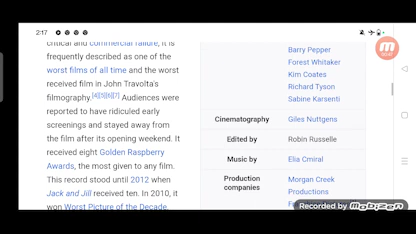 2:17
critical and commercial failure, it is
frequently described as one of the
worst films of all time and the worst
received film in John Travolta's
filmography.[4][5][6][7] Audiences were
reported to have ridiculed early
screenings and stayed away from
the film after its opening weekend. It
received eight Golden Raspberry
Awards, the most given to any film.
This record stood until 2012 when
Jack and Jill received ten. In 2010, it
won Worst Picture of the Decade.
Barry Pepper
Forest Whitaker
Kim Coates
Richard Tyson
Sabine Karsenti
Cinematography Giles Nuttgens
Edited by Robin Russelle
Music by Elia Cmiral
Production Morgan Creek
companies Productions
Recorded by Mobizen